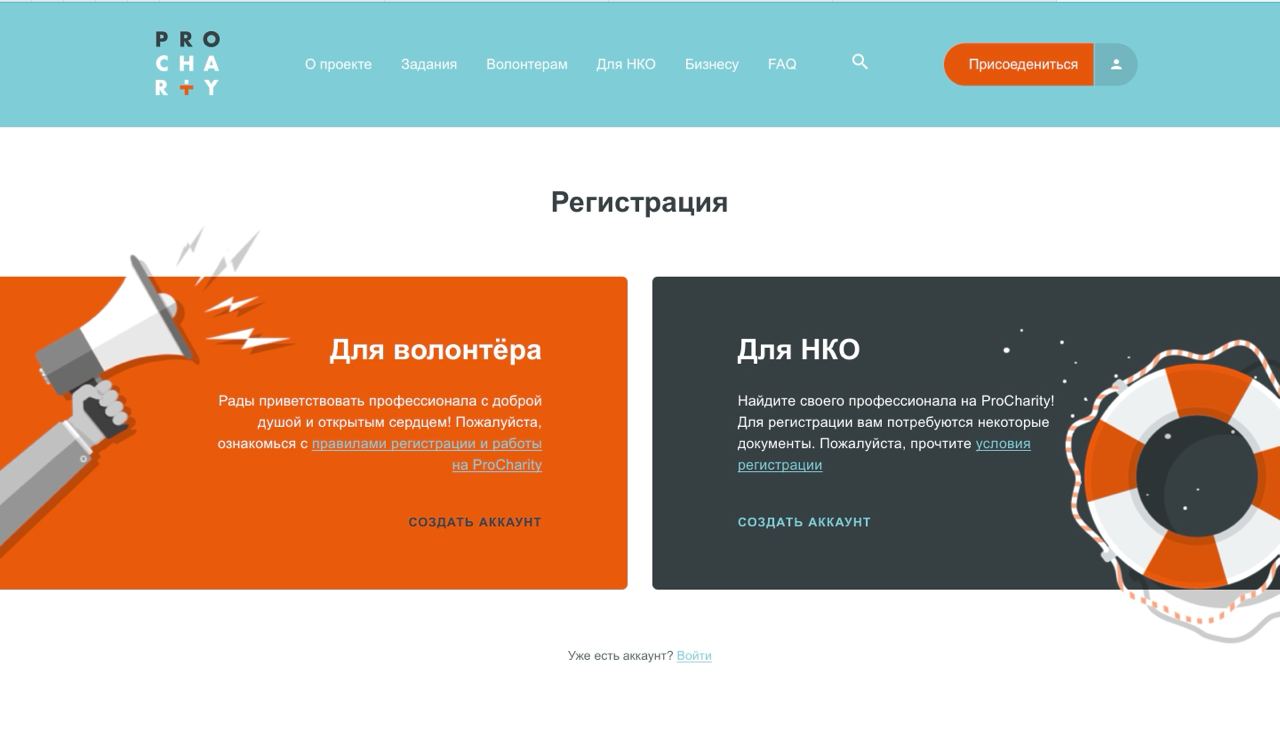 PRO
CHA
R+Y
О проекте Задания Волонтерам Для НКО Бизнесу FAQ
Присоедениться
Регистрация
Для волонтёра
Рады приветствовать профессионала с доброй
душой и открытым сердцем! Пожалуйста,
ознакомься с правилами регистрации и работы
на ProCharity
СОЗДАТЬ АККАУНТ
Для НКО
Найдите своего профессионала на ProCharity!
Для регистрации вам потребуются некоторые
документы. Пожалуйста, прочтите условия
регистрации
СОЗДАТЬ АККАУНТ
Уже есть аккаунт? Войти